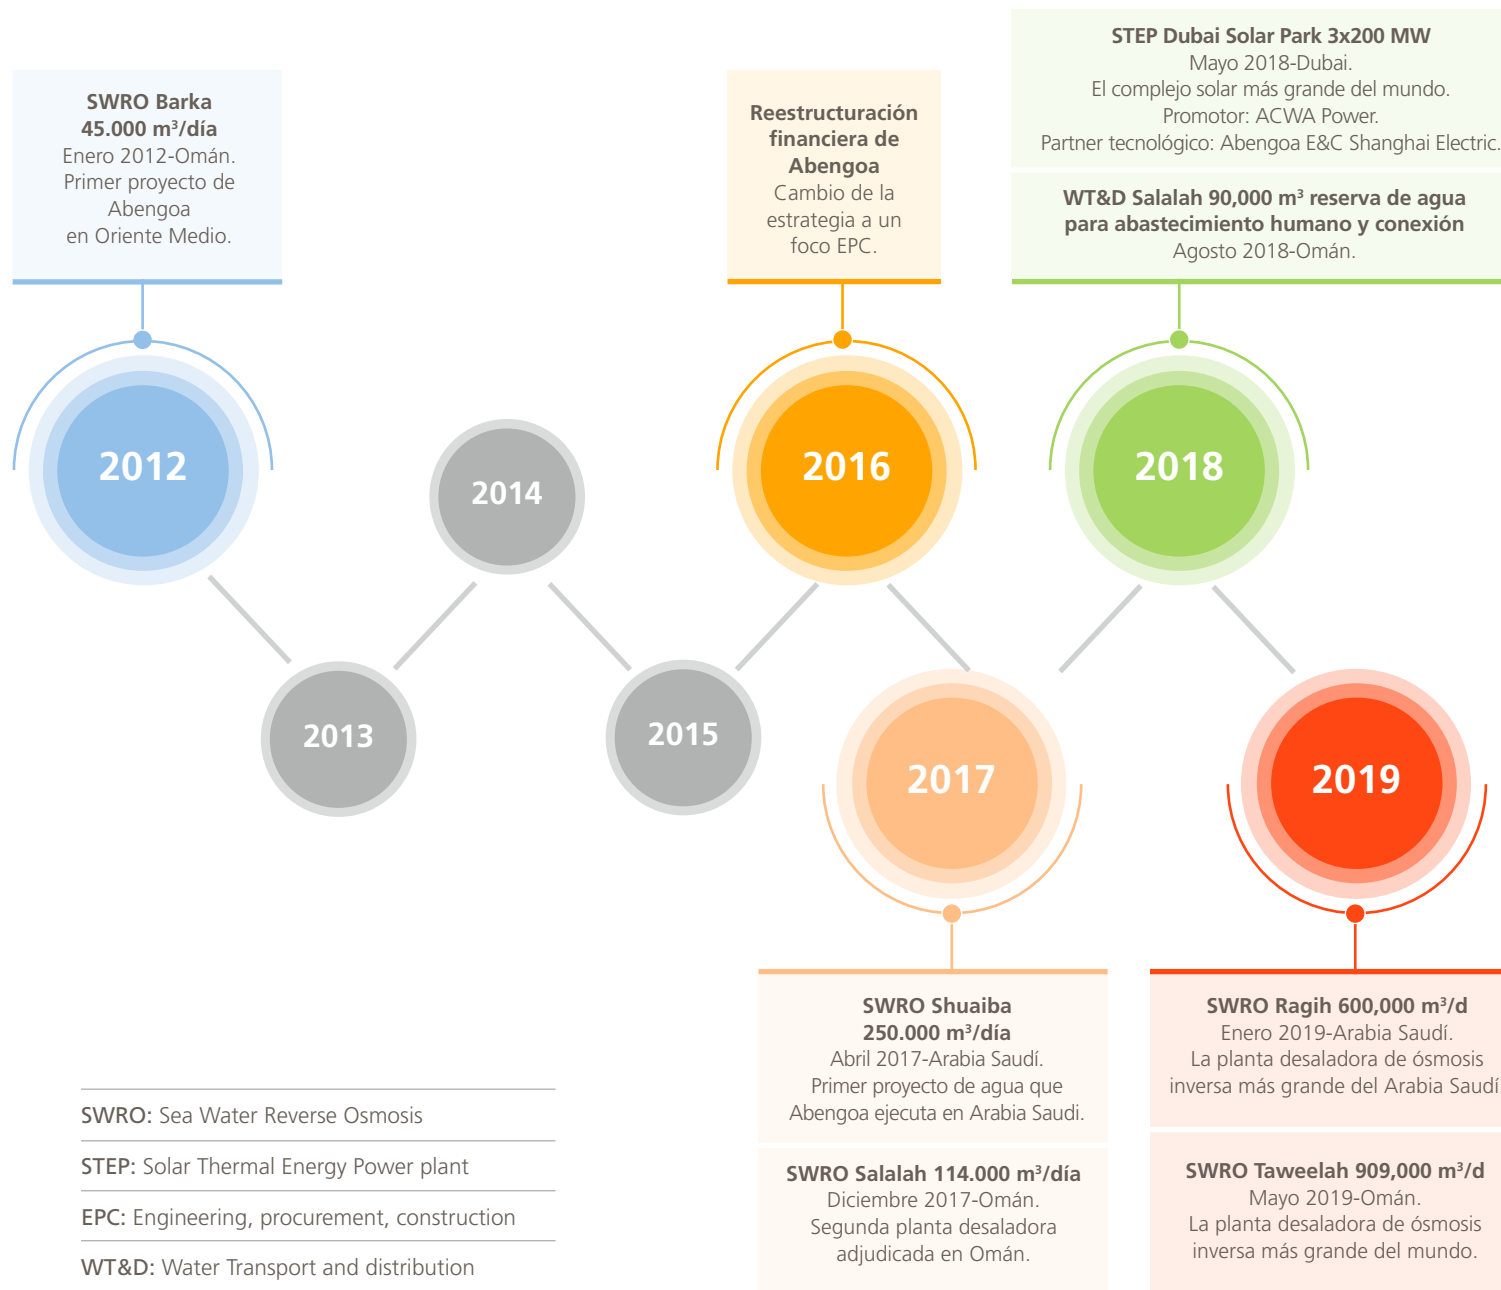 SWRO Barka
45.000 m³/día
Enero 2012-Omán.
Primer proyecto de
Abengoa
en Oriente Medio.
Reestructuración
financiera de
Abengoa
Cambio de la
estrategia a un
foco EPC.
STEP Dubai Solar Park 3x200 MW
Mayo 2018-Dubai.
El complejo solar más grande del mundo.
Promotor: ACWA Power.
Partner tecnológico: Abengoa E&C Shanghai Electric.
WT&D Salalah 90,000 m³ reserva de agua
para abastecimiento humano y conexión
Agosto 2018-Omán.
2012
2013
2014
2015
2016
2017
2018
2019
SWRO Shuaiba
250.000 m³/día
Abril 2017-Arabia Saudí.
Primer proyecto de agua que
Abengoa ejecuta en Arabia Saudi.
SWRO Salalah 114.000 m³/día
Diciembre 2017-Omán.
Segunda planta desaladora
adjudicada en Omán.
SWRO Ragih 600,000 m³/d
Enero 2019-Arabia Saudí.
La planta desaladora de ósmosis
inversa más grande del Arabia Saudí.
SWRO Taweelah 909,000 m³/d
Mayo 2019-Omán.
La planta desaladora de ósmosis
inversa más grande del mundo.
SWRO: Sea Water Reverse Osmosis
STEP: Solar Thermal Energy Power plant
EPC: Engineering, procurement, construction
WT&D: Water Transport and distribution